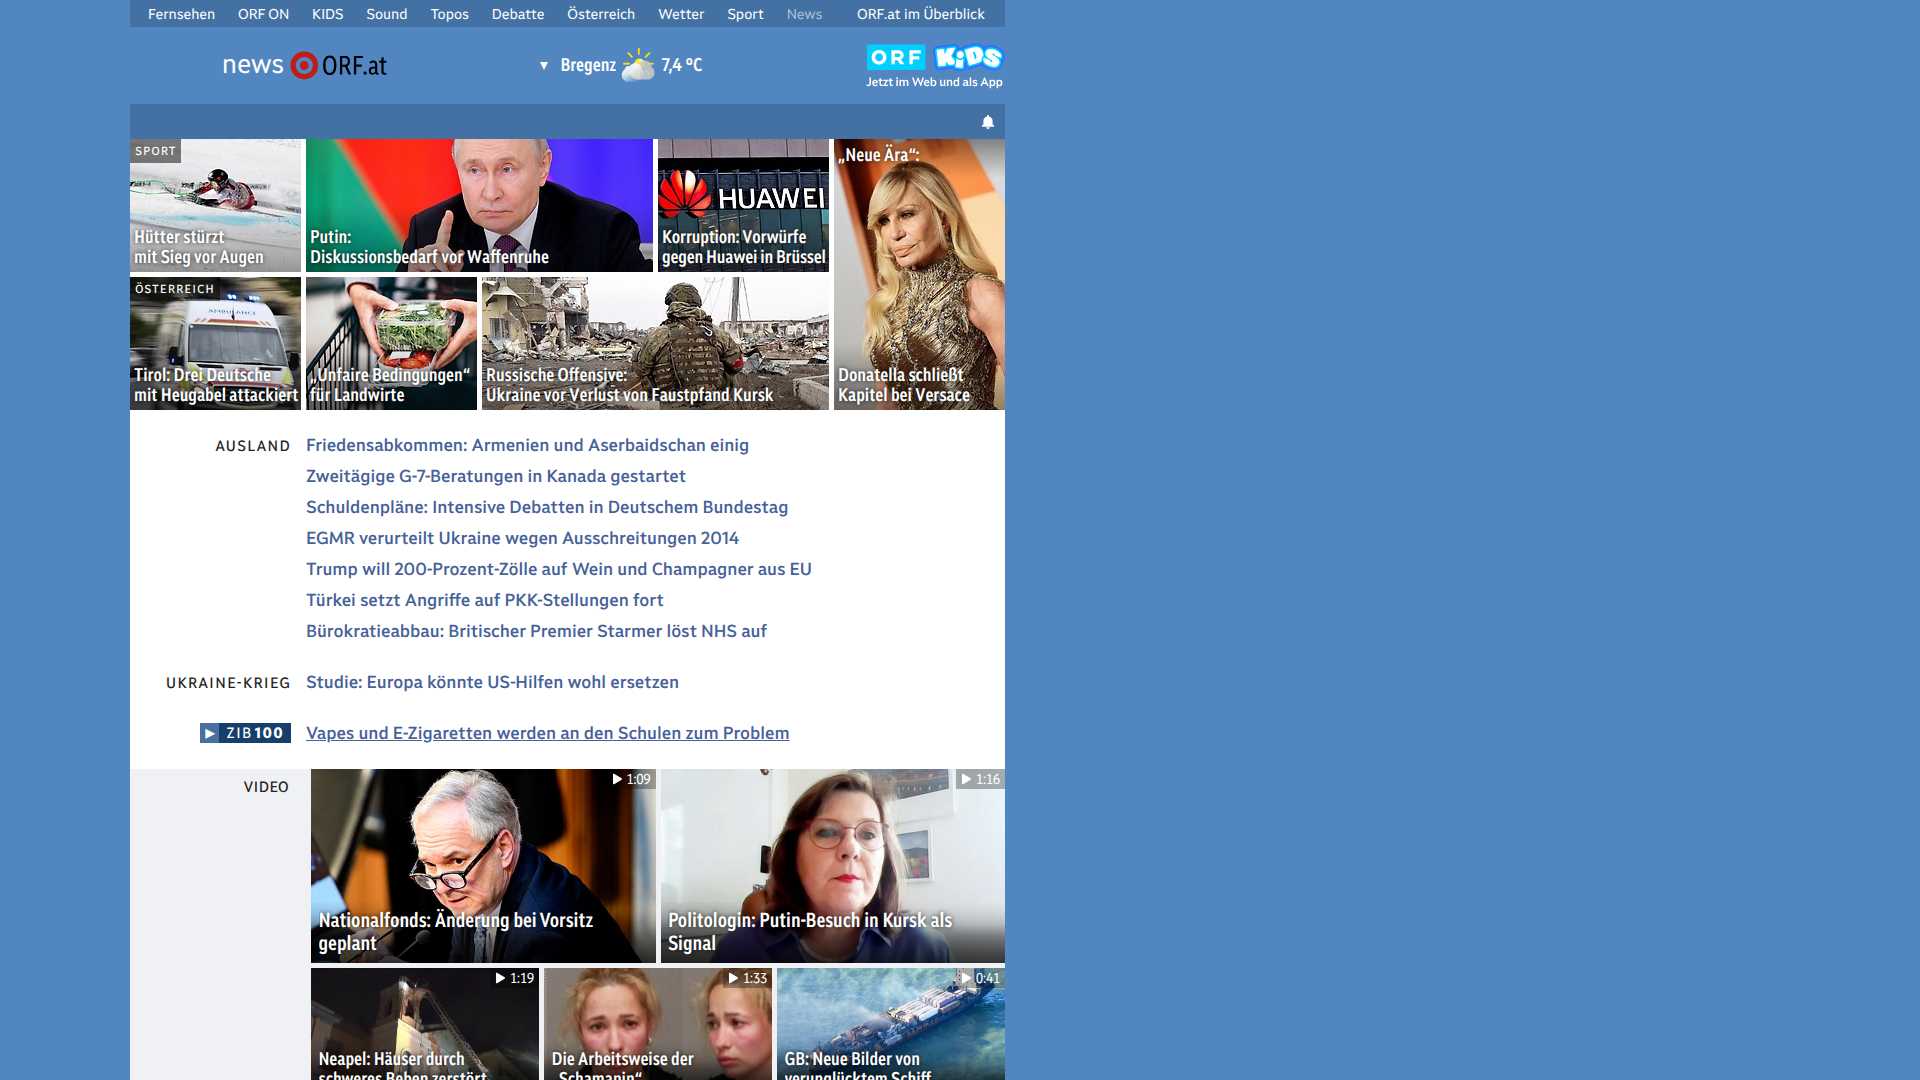 Fernsehen ORF ON KIDS Sound Topos Debatte Österreich Wetter Sport News ORF.at im Überblick
news ORF.at
▼ Bregenz 7,4 °C
ORF KiDS
Jetzt im Web und als App
SPORT
Hütter stürzt
mit Sieg vor Augen
Putin:
Diskussionsbedarf vor Waffenruhe
HUAWEI
Korruption: Vorwürfe
gegen Huawei in Brüssel
„Neue Ära“:
Donatella schließt
Kapitel bei Versace
ÖSTERREICH
AMBULANCE
Tirol: Drei Deutsche
mit Heugabel attackiert
„Unfaire Bedingungen“
für Landwirte
Russische Offensive:
Ukraine vor Verlust von Faustpfand Kursk
AUSLAND
Friedensabkommen: Armenien und Aserbaidschan einig
Zweitägige G-7-Beratungen in Kanada gestartet
Schuldenpläne: Intensive Debatten in Deutschem Bundestag
EGMR verurteilt Ukraine wegen Ausschreitungen 2014
Trump will 200-Prozent-Zölle auf Wein und Champagner aus EU
Türkei setzt Angriffe auf PKK-Stellungen fort
Bürokratieabbau: Britischer Premier Starmer löst NHS auf
UKRAINE-KRIEG
Studie: Europa könnte US-Hilfen wohl ersetzen
ZIB100
Vapes und E-Zigaretten werden an den Schulen zum Problem
VIDEO
1:09
Nationalfonds: Änderung bei Vorsitz
geplant
1:16
Politologin: Putin-Besuch in Kursk als
Signal
1:19
Neapel: Häuser durch
schweres Beben zerstört
1:33
Die Arbeitsweise der
„Schamanin“
0:41
GB: Neue Bilder von
verunglücktem Schiff